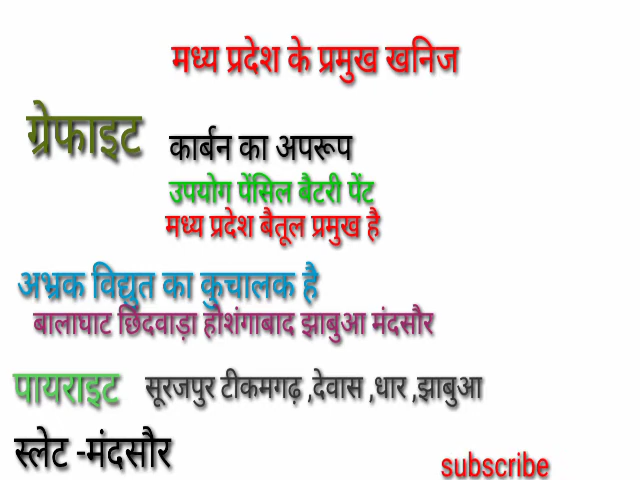 मध्य प्रदेश के प्रमुख खनिज
ग्रेफाइट
कार्बन का अपरूप
उपयोग पेंसिल बैटरी पेंट
मध्य प्रदेश बैतूल प्रमुख है
अभ्रक विद्युत का कुचालक है
बालाघाट छिंदवाड़ा होशंगाबाद झाबुआ मंदसौर
पायराइट सूरजपुर टीकमगढ़ ,देवास ,धार ,झाबुआ
स्लेट -मंदसौर
subscribe